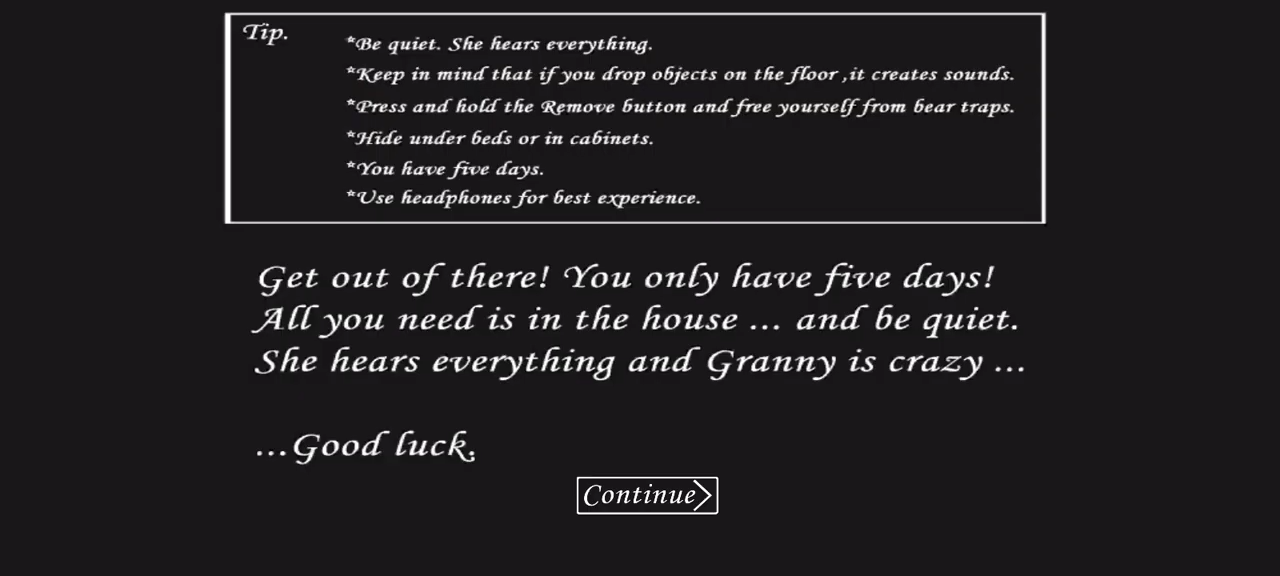 Tip.
*Be quiet. She hears everything.
*Keep in mind that if you drop objects on the floor ,it creates sounds.
*Press and hold the Remove button and free yourself from bear traps.
*Hide under beds or in cabinets.
*You have five days.
*Use headphones for best experience.
Get out of there! You only have five days!
All you need is in the house ... and be quiet.
She hears everything and Granny is crazy ...
...Good luck.
Continue>